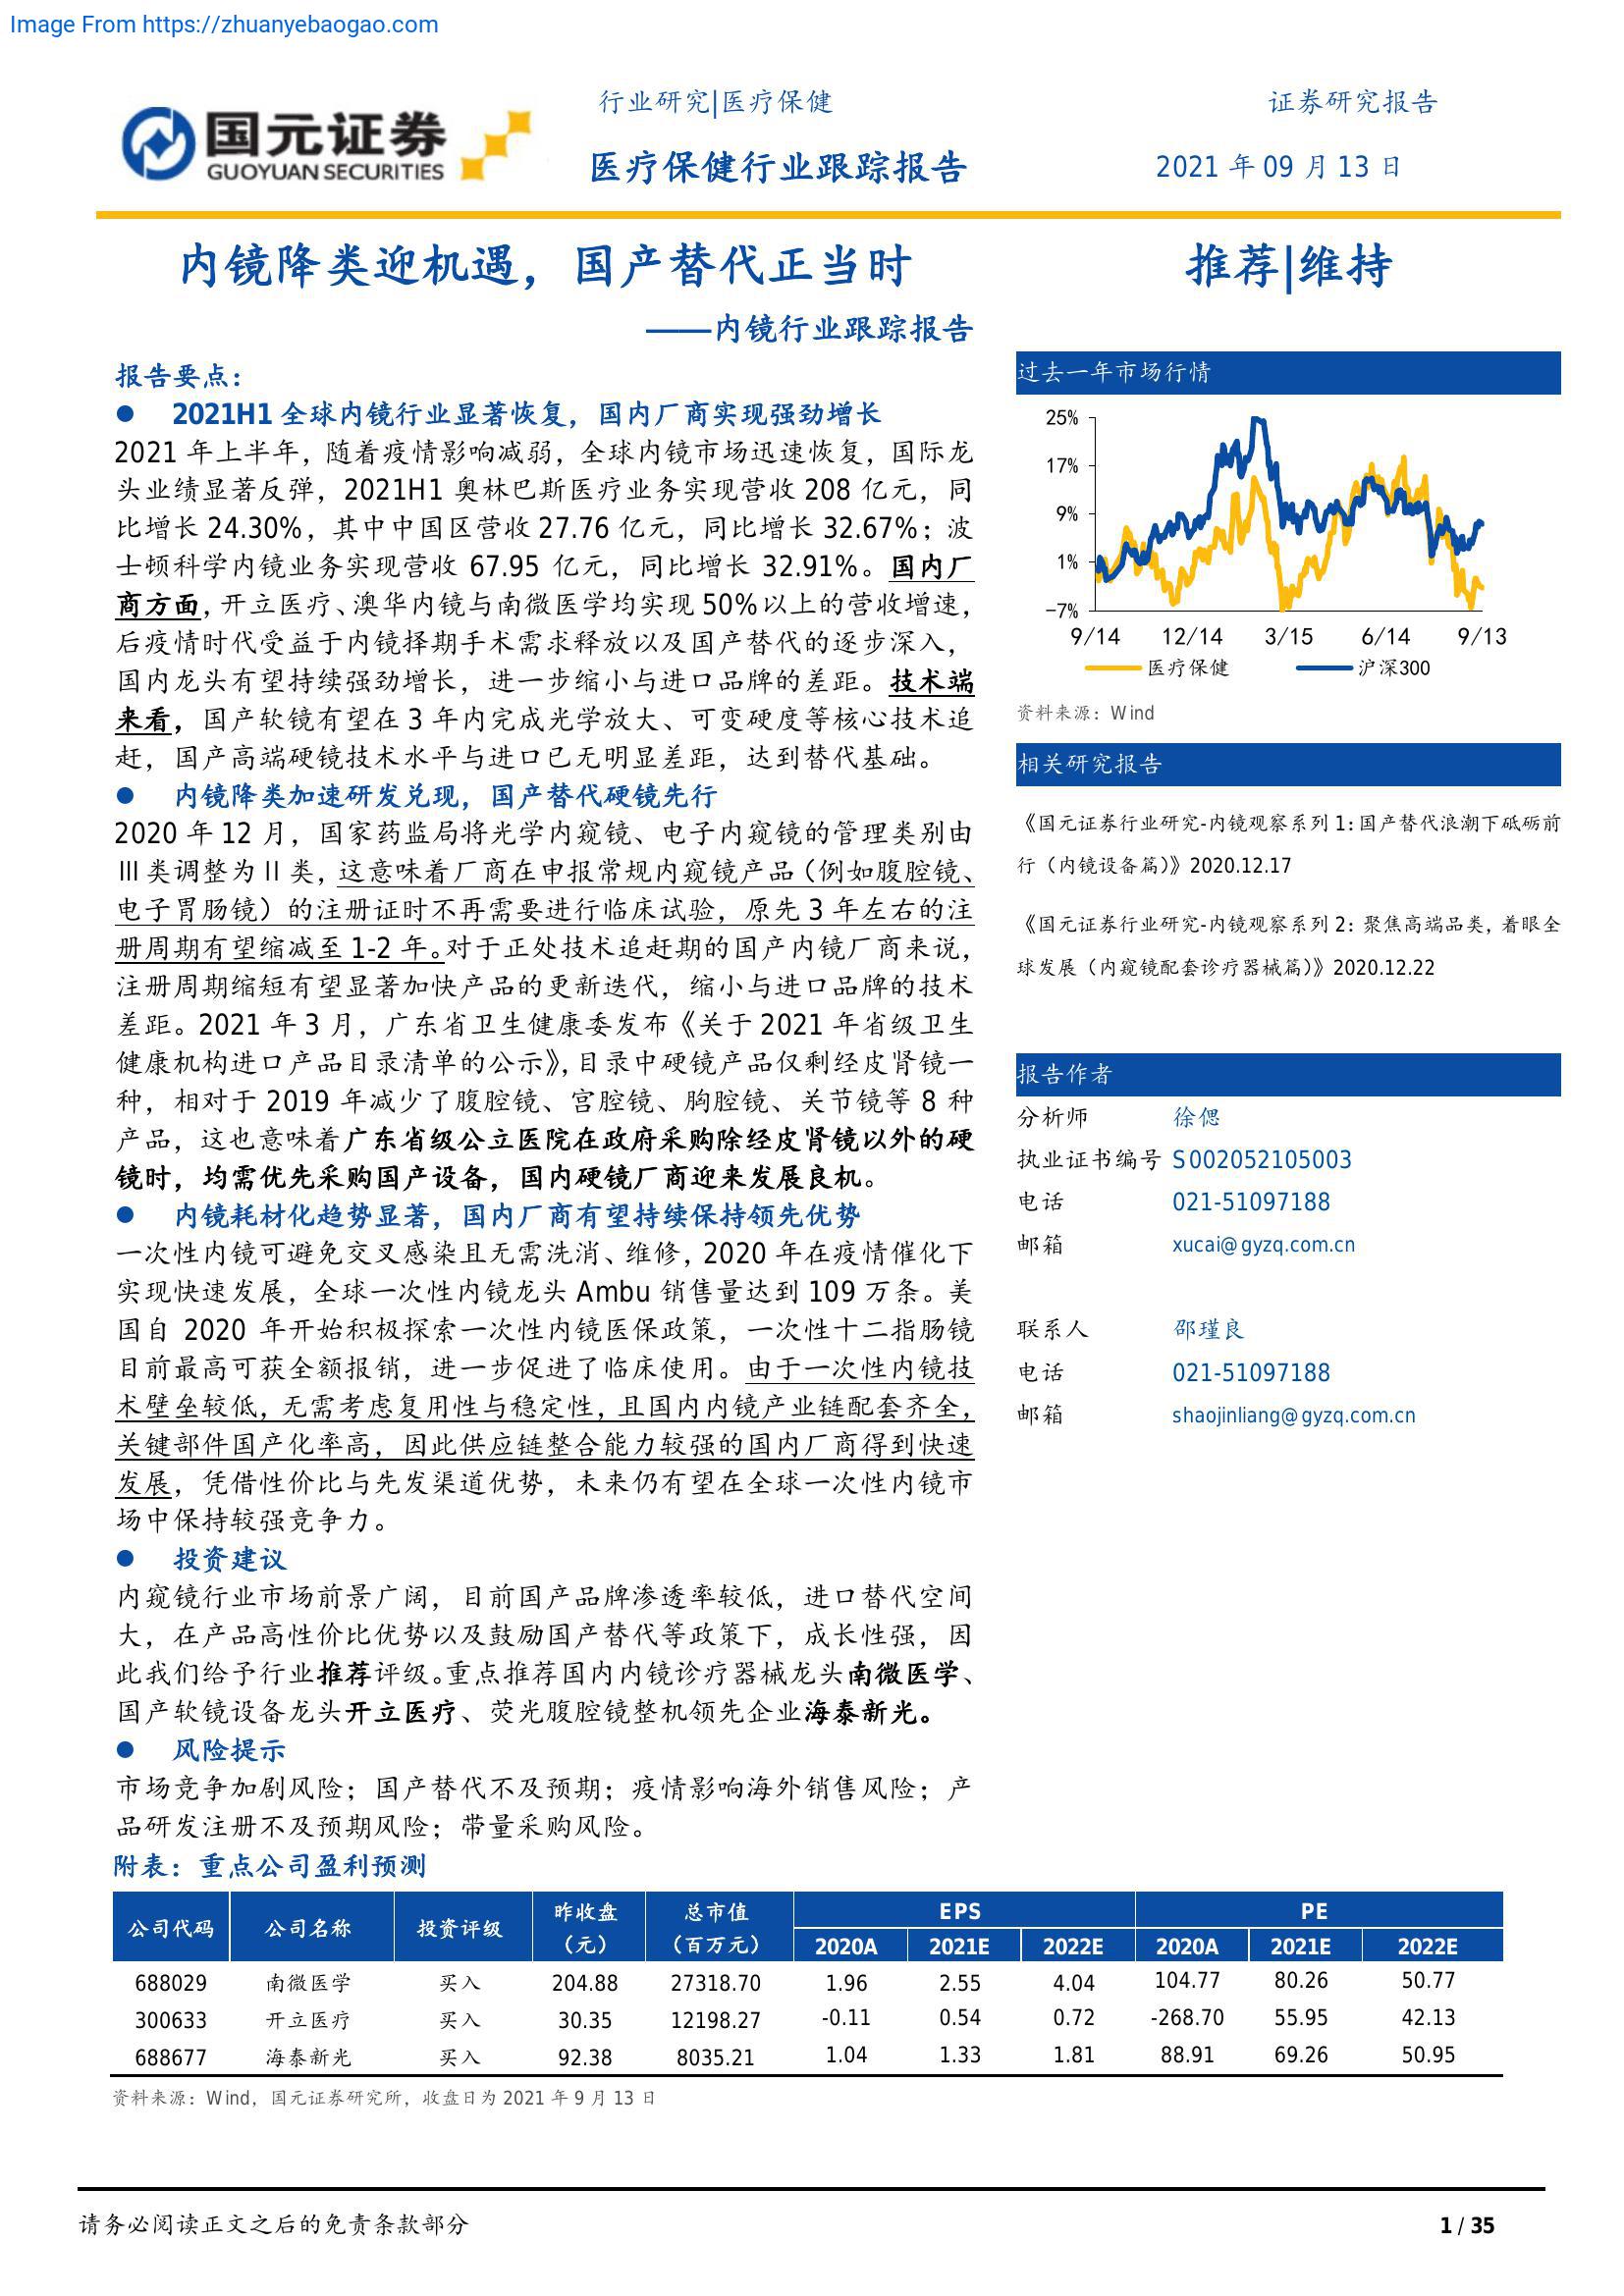 Image From https://zhuanyebaogao.com
国元证券
GUOYUAN SECURITIES
行业研究|医疗保健
证券研究报告
医疗保健行业跟踪报告
2021 年 09 月 13 日
内镜降类迎机遇，国产替代正当时
推荐|维持
——内镜行业跟踪报告
报告要点：
● 2021H1 全球内镜行业显著恢复，国内厂商实现强劲增长
2021 年上半年，随着疫情影响减弱，全球内镜市场迅速恢复，国际龙
头业绩显著反弹，2021H1 奥林巴斯医疗业务实现营收 208 亿元，同
比增长 24.30%，其中中国区营收 27.76 亿元，同比增长 32.67%；波
士顿科学内镜业务实现营收 67.95 亿元，同比增长 32.91%。国内厂
商方面，开立医疗、澳华内镜与南微医学均实现 50%以上的营收增速，
后疫情时代受益于内镜择期手术需求释放以及国产替代的逐步深入，
国内龙头有望持续强劲增长，进一步缩小与进口品牌的差距。技术端
来看，国产软镜有望在 3 年内完成光学放大、可变硬度等核心技术追
赶，国产高端硬镜技术水平与进口已无明显差距，达到替代基础。
● 内镜降类加速研发兑现，国产替代硬镜先行
2020 年 12 月，国家药监局将光学内窥镜、电子内窥镜的管理类别由
III 类调整为 II 类，这意味着厂商在申报常规内窥镜产品（例如腹腔镜、
电子胃肠镜）的注册证时不再需要进行临床试验，原先 3 年左右的注
册周期有望缩减至 1-2 年。对于正处技术追赶期的国产内镜厂商来说，
注册周期缩短有望显著加快产品的更新迭代，缩小与进口品牌的技术
差距。2021 年 3 月，广东省卫生健康委发布《关于 2021 年省级卫生
健康机构进口产品目录清单的公示》，目录中硬镜产品仅剩经皮肾镜一
种，相对于 2019 年减少了腹腔镜、宫腔镜、胸腔镜、关节镜等 8 种
产品，这也意味着广东省级公立医院在政府采购除经皮肾镜以外的硬
镜时，均需优先采购国产设备，国内硬镜厂商迎来发展良机。
● 内镜耗材化趋势显著，国内厂商有望持续保持领先优势
一次性内镜可避免交叉感染且无需洗消、维修，2020 年在疫情催化下
实现快速发展，全球一次性内镜龙头 Ambu 销售量达到 109 万条。美
国自 2020 年开始积极探索一次性内镜医保政策，一次性十二指肠镜
目前最高可获全额报销，进一步促进了临床使用。由于一次性内镜技
术壁垒较低，无需考虑复用性与稳定性，且国内内镜产业链配套齐全，
关键部件国产化率高，因此供应链整合能力较强的国内厂商得到快速
发展，凭借性价比与先发渠道优势，未来仍有望在全球一次性内镜市
场中保持较强竞争力。
● 投资建议
内窥镜行业市场前景广阔，目前国产品牌渗透率较低，进口替代空间
大，在产品高性价比优势以及鼓励国产替代等政策下，成长性强，因
此我们给予行业推荐评级。重点推荐国内内镜诊疗器械龙头南微医学、
国产软镜设备龙头开立医疗、荧光腹腔镜整机领先企业海泰新光。
● 风险提示
市场竞争加剧风险；国产替代不及预期；疫情影响海外销售风险；产
品研发注册不及预期风险；带量采购风险。
过去一年市场行情
25%
17%
9%
1%
-7%
9/14 12/14 3/15 6/14 9/13
医疗保健 沪深300
资料来源：Wind
相关研究报告
《国元证券行业研究-内镜观察系列 1：国产替代浪潮下砥砺前
行（内镜设备篇）》2020.12.17
《国元证券行业研究-内镜观察系列 2：聚焦高端品类，着眼全
球发展（内窥镜配套诊疗器械篇）》2020.12.22
报告作者
分析师 徐偲
执业证书编号 S002052105003
电话 021-51097188
邮箱 xucai@gyzq.com.cn
联系人 邵瑾良
电话 021-51097188
邮箱 shaojinliang@gyzq.com.cn
附表：重点公司盈利预测
公司代码 公司名称 投资评级 昨收盘（元） 总市值（百万元） EPS PE
2020A 2021E 2022E 2020A 2021E 2022E
688029 南微医学 买入 204.88 27318.70 1.96 2.55 4.04 104.77 80.26 50.77
300633 开立医疗 买入 30.35 12198.27 -0.11 0.54 0.72 -268.70 55.95 42.13
688677 海泰新光 买入 92.38 8035.21 1.04 1.33 1.81 88.91 69.26 50.95
资料来源：Wind，国元证券研究所，收盘日为 2021 年 9 月 13 日
请务必阅读正文之后的免责条款部分
1 / 35